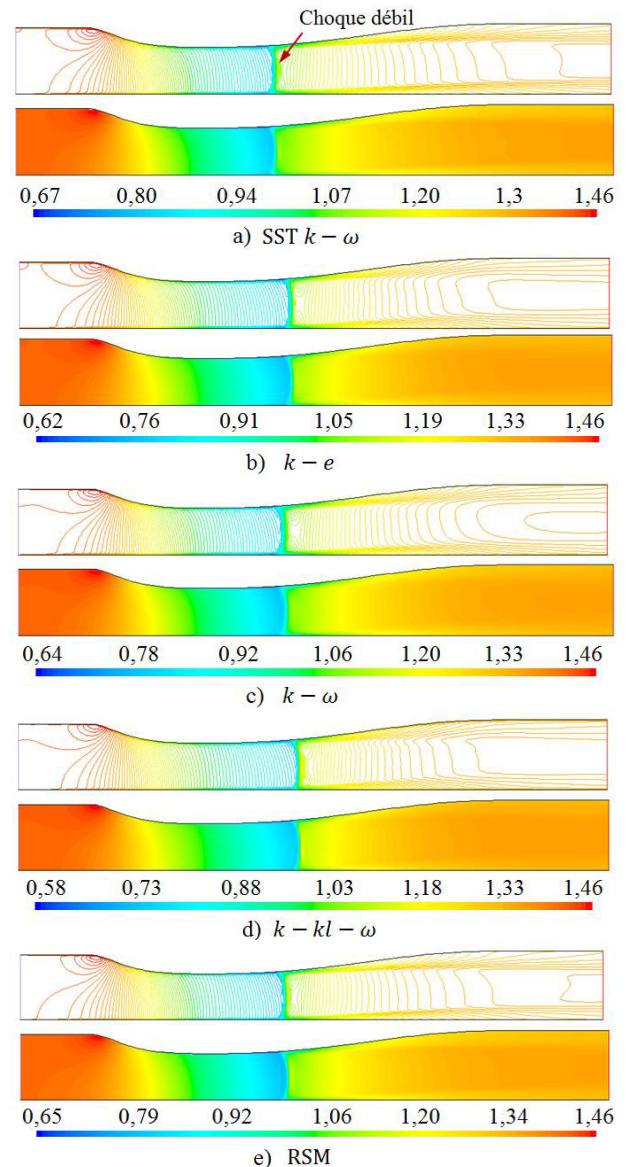 Choque débil
0,67 0,80 0,94 1,07 1,20 1,3 1,46
a) SST k − ω
0,62 0,76 0,91 1,05 1,19 1,33 1,46
b) k − e
0,64 0,78 0,92 1,06 1,20 1,33 1,46
c) k − ω
0,58 0,73 0,88 1,03 1,18 1,33 1,46
d) k − kl − ω
0,65 0,79 0,92 1,06 1,20 1,34 1,46
e) RSM